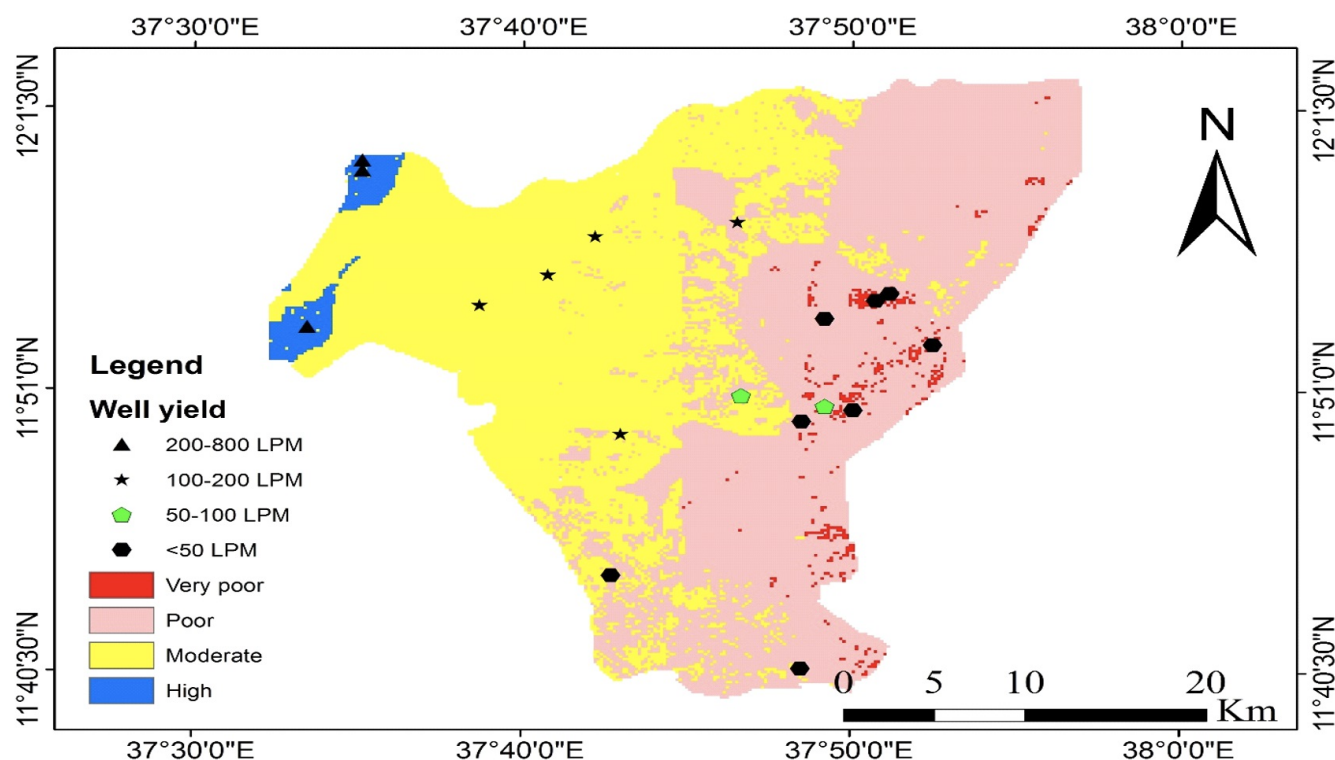 37°30'0"E 37°40'0"E 37°50'0"E 38°0'0"E
12°1'30"N 12°1'30"N
N
Legend
Well yield
11°51'0"N 11°51'0"N
200-800 LPM
100-200 LPM
50-100 LPM
<50 LPM
Very poor
Poor
Moderate
High
11°40'30"N 11°40'30"N
0 5 10 20
Km
37°30'0"E 37°40'0"E 37°50'0"E 38°0'0"E